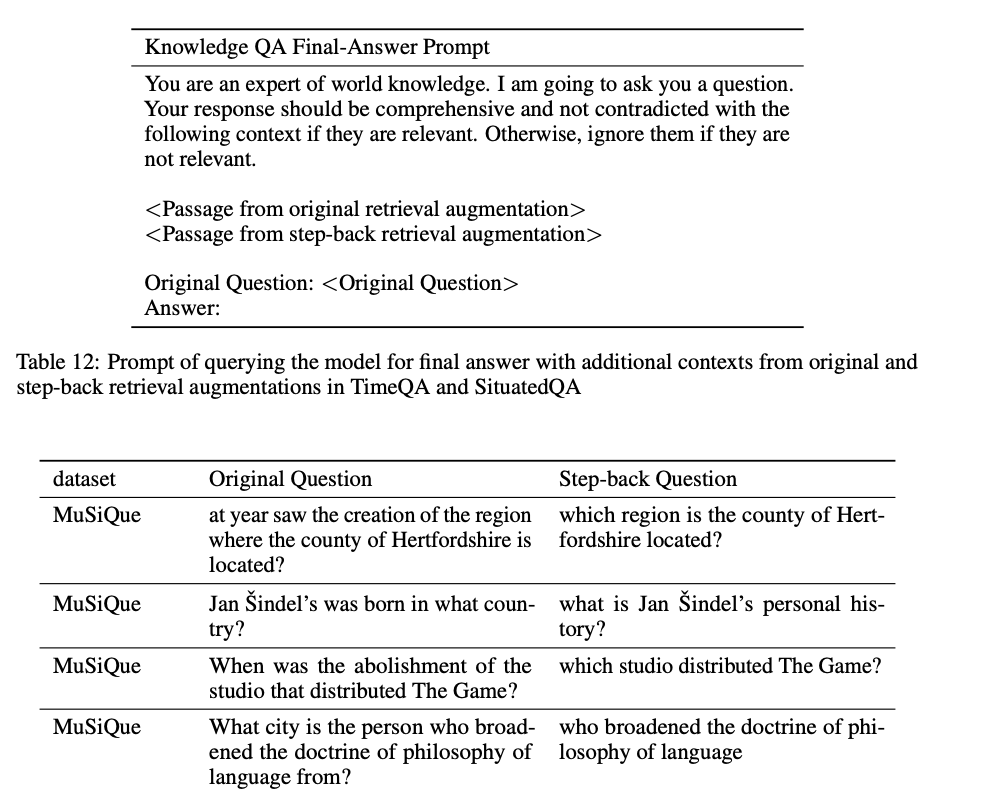 Knowledge QA Final-Answer Prompt
You are an expert of world knowledge. I am going to ask you a question.
Your response should be comprehensive and not contradicted with the
following context if they are relevant. Otherwise, ignore them if they are
not relevant.
<Passage from original retrieval augmentation>
<Passage from step-back retrieval augmentation>
Original Question: <Original Question>
Answer:
Table 12: Prompt of querying the model for final answer with additional contexts from original and
step-back retrieval augmentations in TimeQA and SituatedQA
dataset Original Question Step-back Question
MuSiQue at year saw the creation of the region which region is the county of Hert-
where the county of Hertfordshire is fordshire located?
located?
MuSiQue Jan Šindel's was born in what coun- what is Jan Šindel's personal his-
try? tory?
MuSiQue When was the abolishment of the which studio distributed The Game?
studio that distributed The Game?
MuSiQue What city is the person who broad- who broadened the doctrine of phi-
ened the doctrine of philosophy of losophy of language
language from?